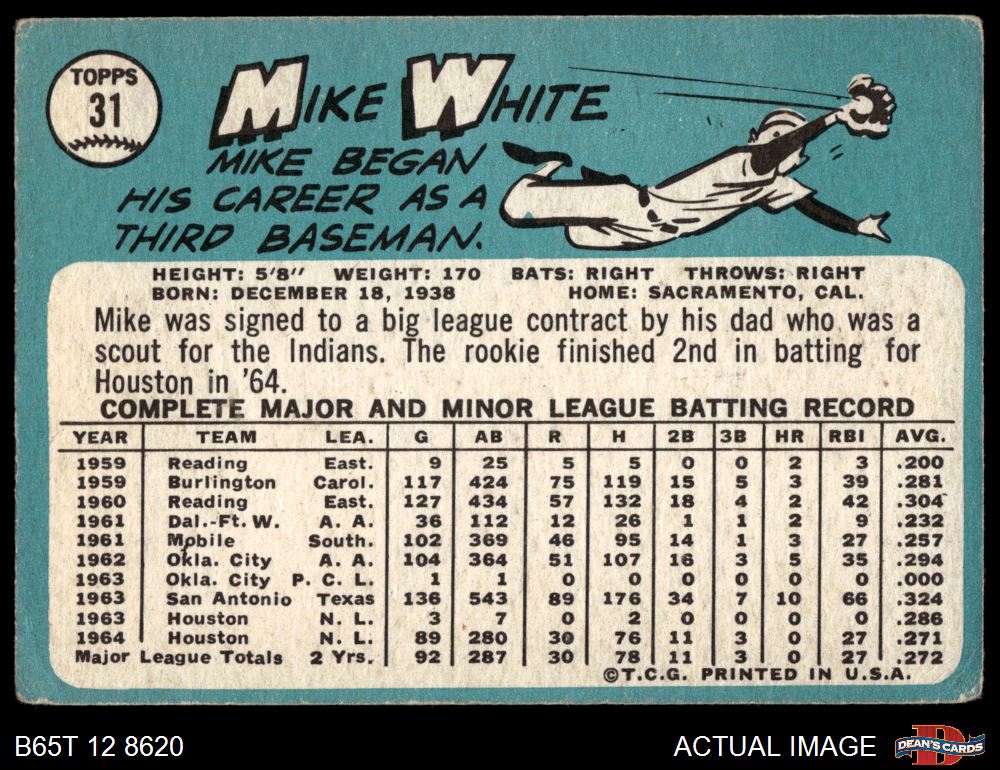 TOPPS
31
MIKE WHITE
MIKE BEGAN
HIS CAREER AS A
THIRD BASEMAN.
HEIGHT: 5'8" WEIGHT: 170 BATS: RIGHT THROWS: RIGHT
BORN: DECEMBER 18, 1938 HOME: SACRAMENTO, CAL.
Mike was signed to a big league contract by his dad who was a
scout for the Indians. The rookie finished 2nd in batting for
Houston in '64.
COMPLETE MAJOR AND MINOR LEAGUE BATTING RECORD
YEAR TEAM LEA. G AB R H 2B 3B HR RBI AVG.
1959 Reading East. 9 25 5 5 0 0 2 3 .200
1959 Burlington Carol. 117 424 75 119 15 5 3 39 .281
1960 Reading East. 127 434 57 132 18 4 2 42 .304
1961 Dal.-Ft. W. A. A. 36 112 12 26 1 1 2 9 .232
1961 Mobile South. 102 369 46 95 14 1 3 27 .257
1962 Okla. City A. A. 104 364 51 107 16 3 5 35 .294
1963 Okla. City P. C. L. 1 1 0 0 0 0 0 0 .000
1963 San Antonio Texas 136 543 89 176 34 7 10 66 .324
1963 Houston N. L. 3 7 0 2 0 0 0 0 .286
1964 Houston N. L. 89 280 30 76 11 3 0 27 .271
Major League Totals 2 Yrs. 92 287 30 78 11 3 0 27 .272
©T.C.G. PRINTED IN U.S.A.
B65T 12 8620 ACTUAL IMAGE DEAN'S CARDS